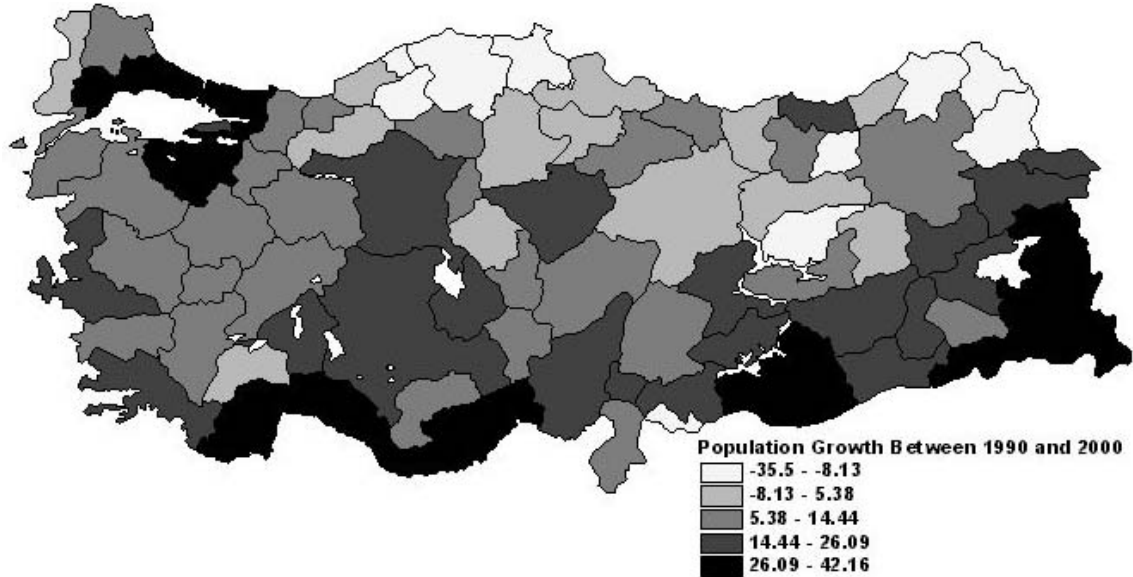 Population Growth Between 1990 and 2000
-35.5 - -8.13
-8.13 - 5.38
5.38 - 14.44
14.44 - 26.09
26.09 - 42.16